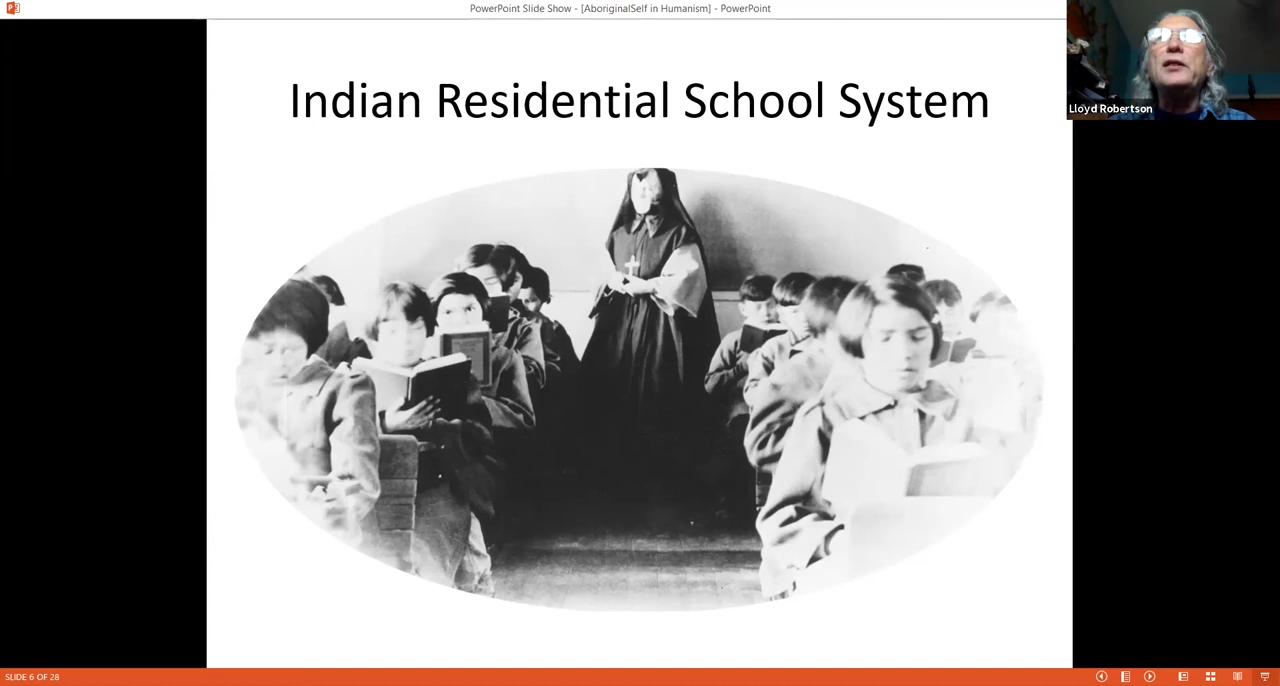 PowerPoint Slide Show - [AboriginalSelf in Humanism] - PowerPoint
Indian Residential School System
Lloyd Robertson
SLIDE 6 OF 28